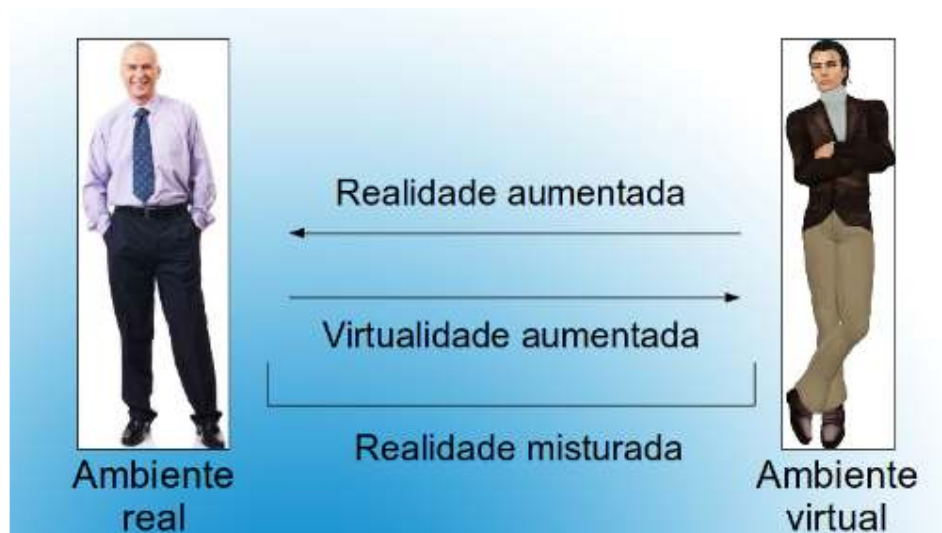 Realidade aumentada
Virtualidade aumentada
Realidade misturada
Ambiente
real
Ambiente
virtual